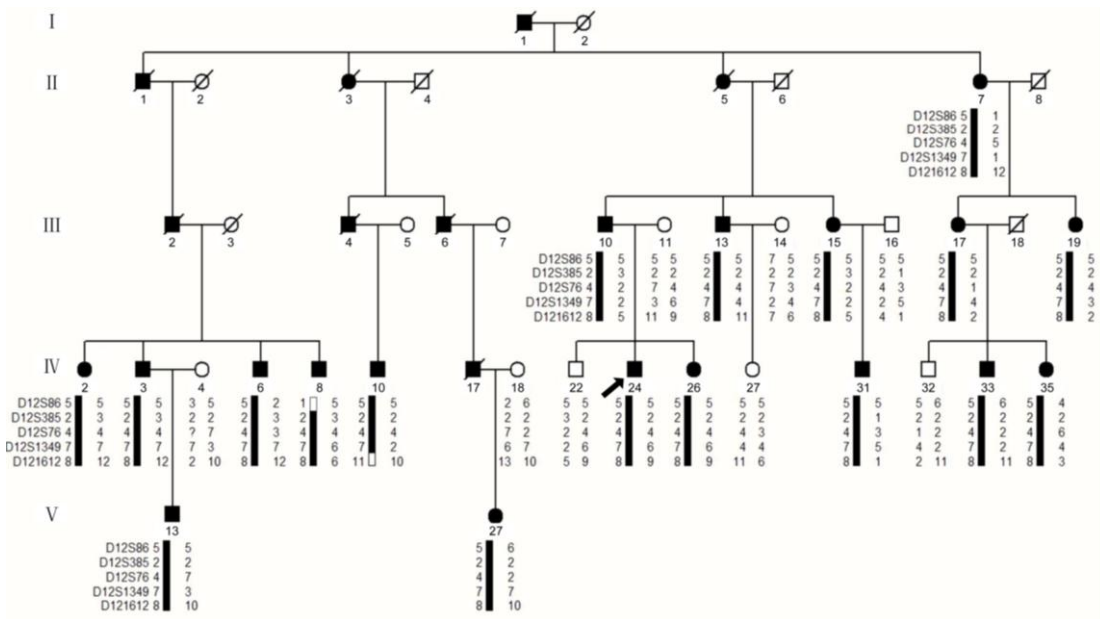 I
1 2
II
1 2 3 4 5 6 7 8
D12S86 5 1
D12S385 2 2
D12S76 4 5
D12S1349 7 1
D121612 8 12
III
2 3 4 5 6 7 10 11 13 14 15 16 17 18 19
D12S86 5 5 5 5 5 5 7 5 5 5 5 5 5 5 5 5
D12S385 2 3 2 2 2 2 2 2 2 3 2 1 2 2 2 2
D12S76 4 2 7 4 4 4 7 3 4 2 4 3 4 1 4 4
D12S1349 7 2 3 6 7 4 2 4 7 2 2 5 7 4 7 3
D121612 8 5 11 9 8 11 7 6 8 5 4 1 8 2 8 2
IV
2 3 4 6 8 10 17 18 22 24 26 27 31 32 33 35
D12S86 5 5 5 5 3 5 5 2 1 5 5 5 2 6 5 5 5 5 5 5 5 5 5 5 5 6 5 6 5 4
D12S385 2 3 2 3 2 2 2 3 2 3 2 2 2 2 3 2 2 2 2 2 2 2 2 1 2 2 2 2 2 2
D12S76 4 4 4 4 2 7 4 3 4 4 4 4 7 2 2 4 4 4 4 4 4 3 4 3 1 2 4 2 4 6
D12S1349 7 7 7 7 7 3 7 7 7 6 7 2 6 7 2 6 7 6 7 6 4 4 7 5 4 2 7 2 7 4
D121612 8 12 8 12 2 10 8 12 8 6 11 10 13 10 5 9 8 9 8 9 11 6 8 1 2 11 8 11 8 3
V
13 27
D12S86 5 5 5 6
D12S385 2 2 2 2
D12S76 4 7 4 2
D12S1349 7 3 7 7
D121612 8 10 8 10